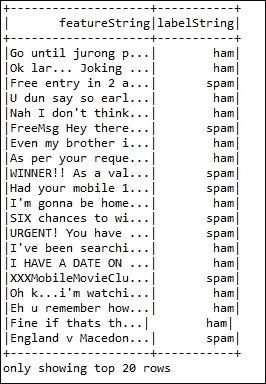 +--------------------+-----------+
|       featureString|labelString|
+--------------------+-----------+
|Go until jurong p...|        ham|
|Ok lar... Joking ...|        ham|
|Free entry in 2 a...|       spam|
|U dun say so earl...|        ham|
|Nah I don't think...|        ham|
|FreeMsg Hey there...|       spam|
|Even my brother i...|        ham|
|As per your reque...|        ham|
|WINNER!! As a val...|       spam|
|Had your mobile 1...|       spam|
|I'm gonna be home...|        ham|
|SIX chances to wi...|       spam|
|URGENT! You have ...|       spam|
|I've been searchi...|        ham|
|I HAVE A DATE ON ...|        ham|
|XXXMobileMovieClu...|       spam|
|Oh k...i'm watchi...|        ham|
|Eh u remember how...|        ham|
|Fine if thats th...|        ham|
|England v Macedon...|       spam|
+--------------------+-----------+
only showing top 20 rows